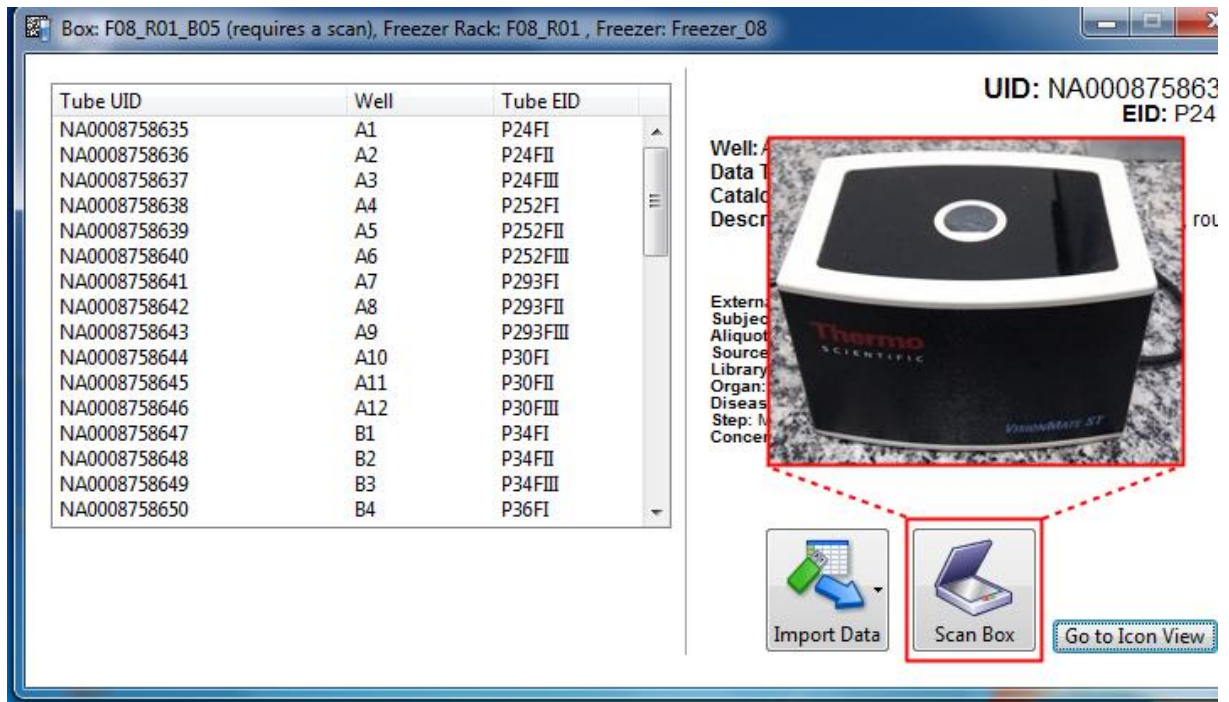 Box: F08_R01_B05 (requires a scan), Freezer Rack: F08_R01 , Freezer: Freezer_08
Tube UID Well Tube EID
NA0008758635 A1 P24FI
NA0008758636 A2 P24FII
NA0008758637 A3 P24FIII
NA0008758638 A4 P252FI
NA0008758639 A5 P252FII
NA0008758640 A6 P252FIII
NA0008758641 A7 P293FI
NA0008758642 A8 P293FII
NA0008758643 A9 P293FIII
NA0008758644 A10 P30FI
NA0008758645 A11 P30FII
NA0008758646 A12 P30FIII
NA0008758647 B1 P34FI
NA0008758648 B2 P34FII
NA0008758649 B3 P34FIII
NA0008758650 B4 P36FI
UID: NA000875863
EID: P24
Well:
Data
Catalo
Descr , rou
Externa
Subjec
Aliquot
Source
Library
Organ:
Diseas
Step:
Concer
Thermo
SCIENTIFIC
VISIONMATE ST
Import Data
Scan Box
Go to Icon View